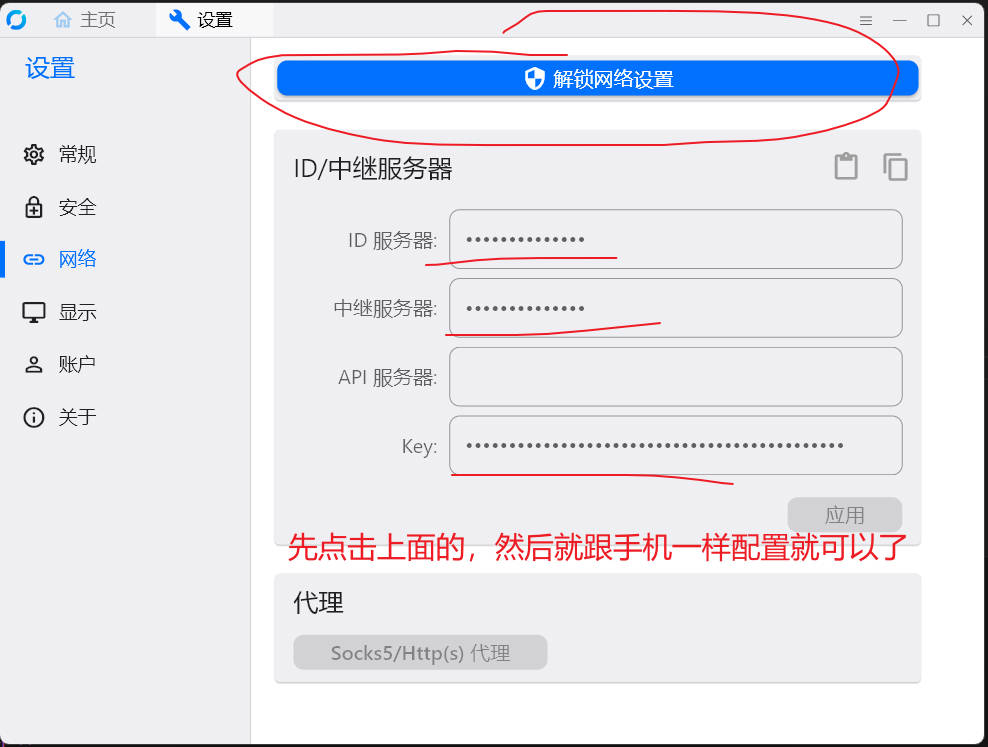 主页
设置
设置
常规
安全
网络
显示
账户
关于
解锁网络设置
ID/中继服务器
ID 服务器: ••••••••••••••
中继服务器: ••••••••••••••
API 服务器:
Key: ••••••••••••••••••••••••••••••••••••••••••••
应用
先点击上面的，然后就跟手机一样配置就可以了
代理
Socks5/Http(s) 代理